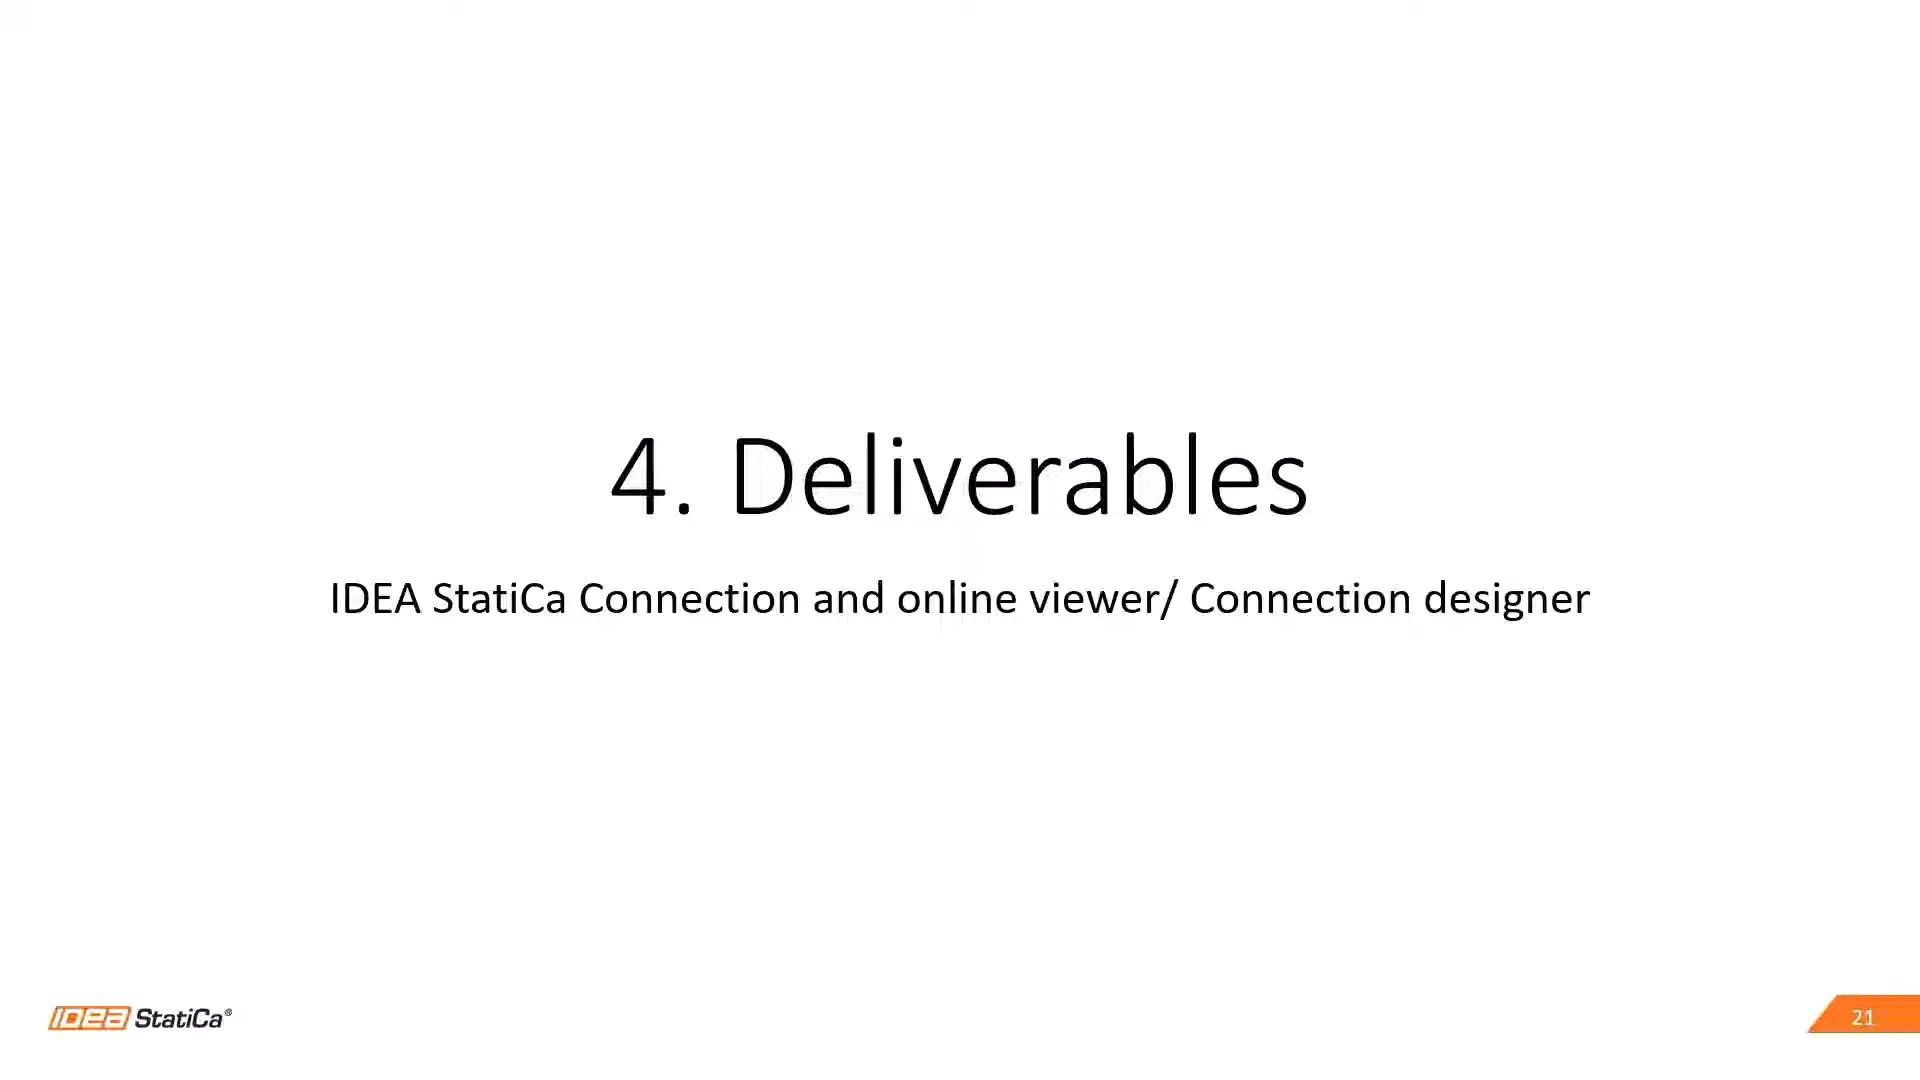 4. Deliverables
IDEA StatiCa Connection and online viewer/ Connection designer
IDEA StatiCa®
21